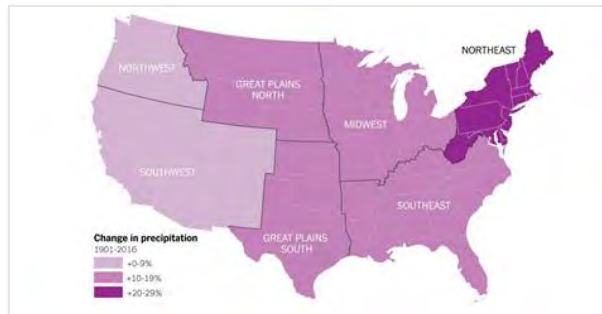 NORTHEAST
NORTHWEST
GREAT PLAINS
NORTH
MIDWEST
SOUTHWEST
SOUTHEAST
GREAT PLAINS
SOUTH
Change in precipitation
1901-2016
+0-9%
+10-19%
+20-29%